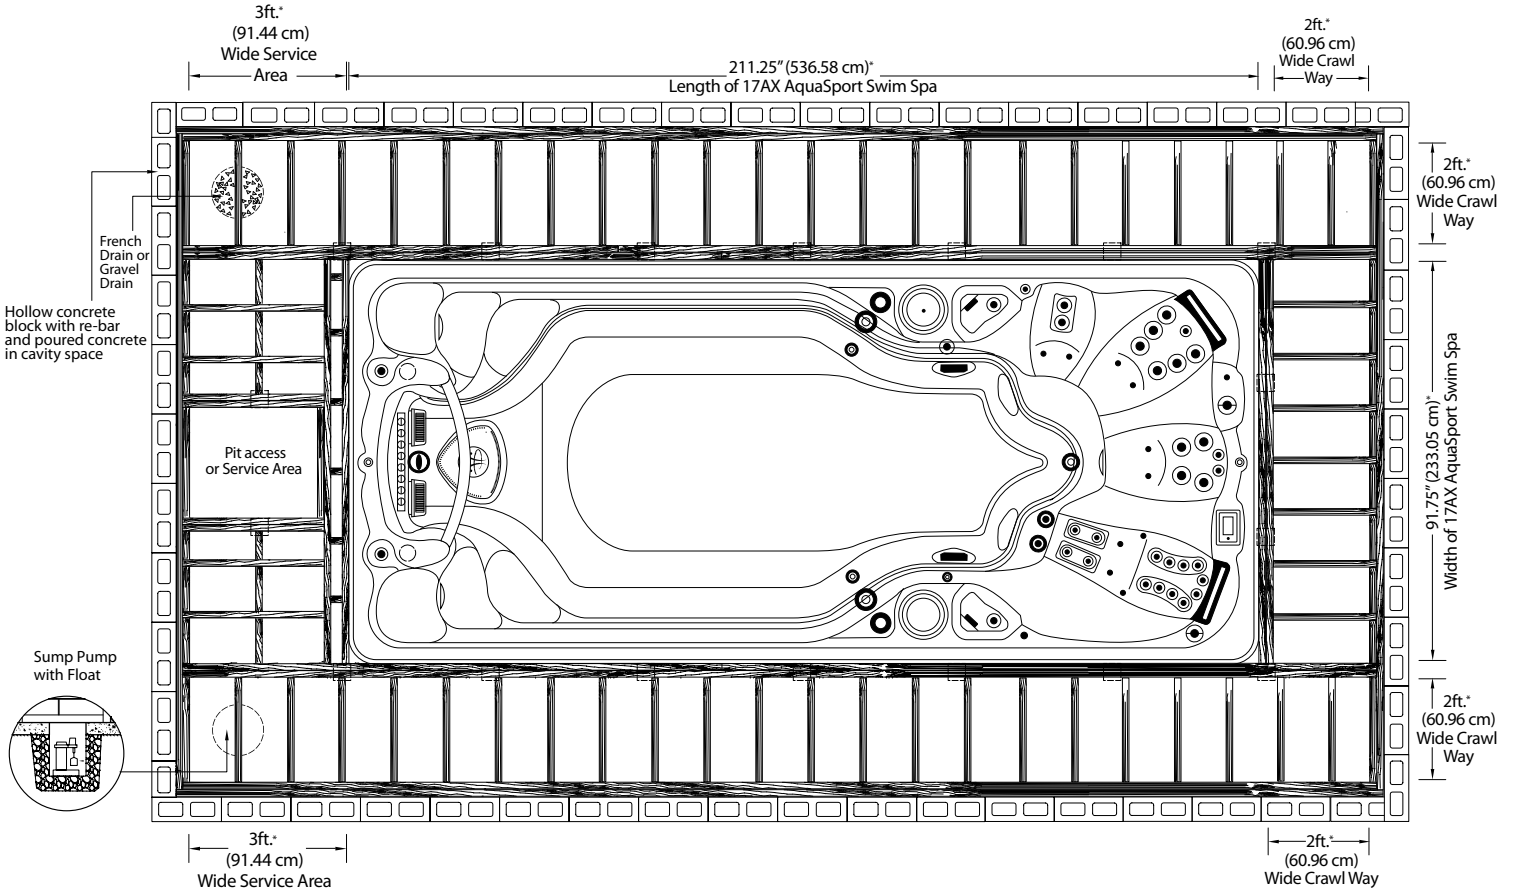 3ft.*
(91.44 cm)
Wide Service
Area
211.25” (536.58 cm)*
Length of 17AX AquaSport Swim Spa
2ft.*
(60.96 cm)
Wide Crawl
Way
2ft.*
(60.96 cm)
Wide Crawl
Way
French
Drain or
Gravel
Drain
Hollow concrete
block with re-bar
and poured concrete
in cavity space
Pit access
or Service Area
91.75” (233.05 cm)*
Width of 17AX AquaSport Swim Spa
Sump Pump
with Float
2ft.*
(60.96 cm)
Wide Crawl
Way
3ft.*
(91.44 cm)
Wide Service Area
2ft.*
(60.96 cm)
Wide Crawl Way